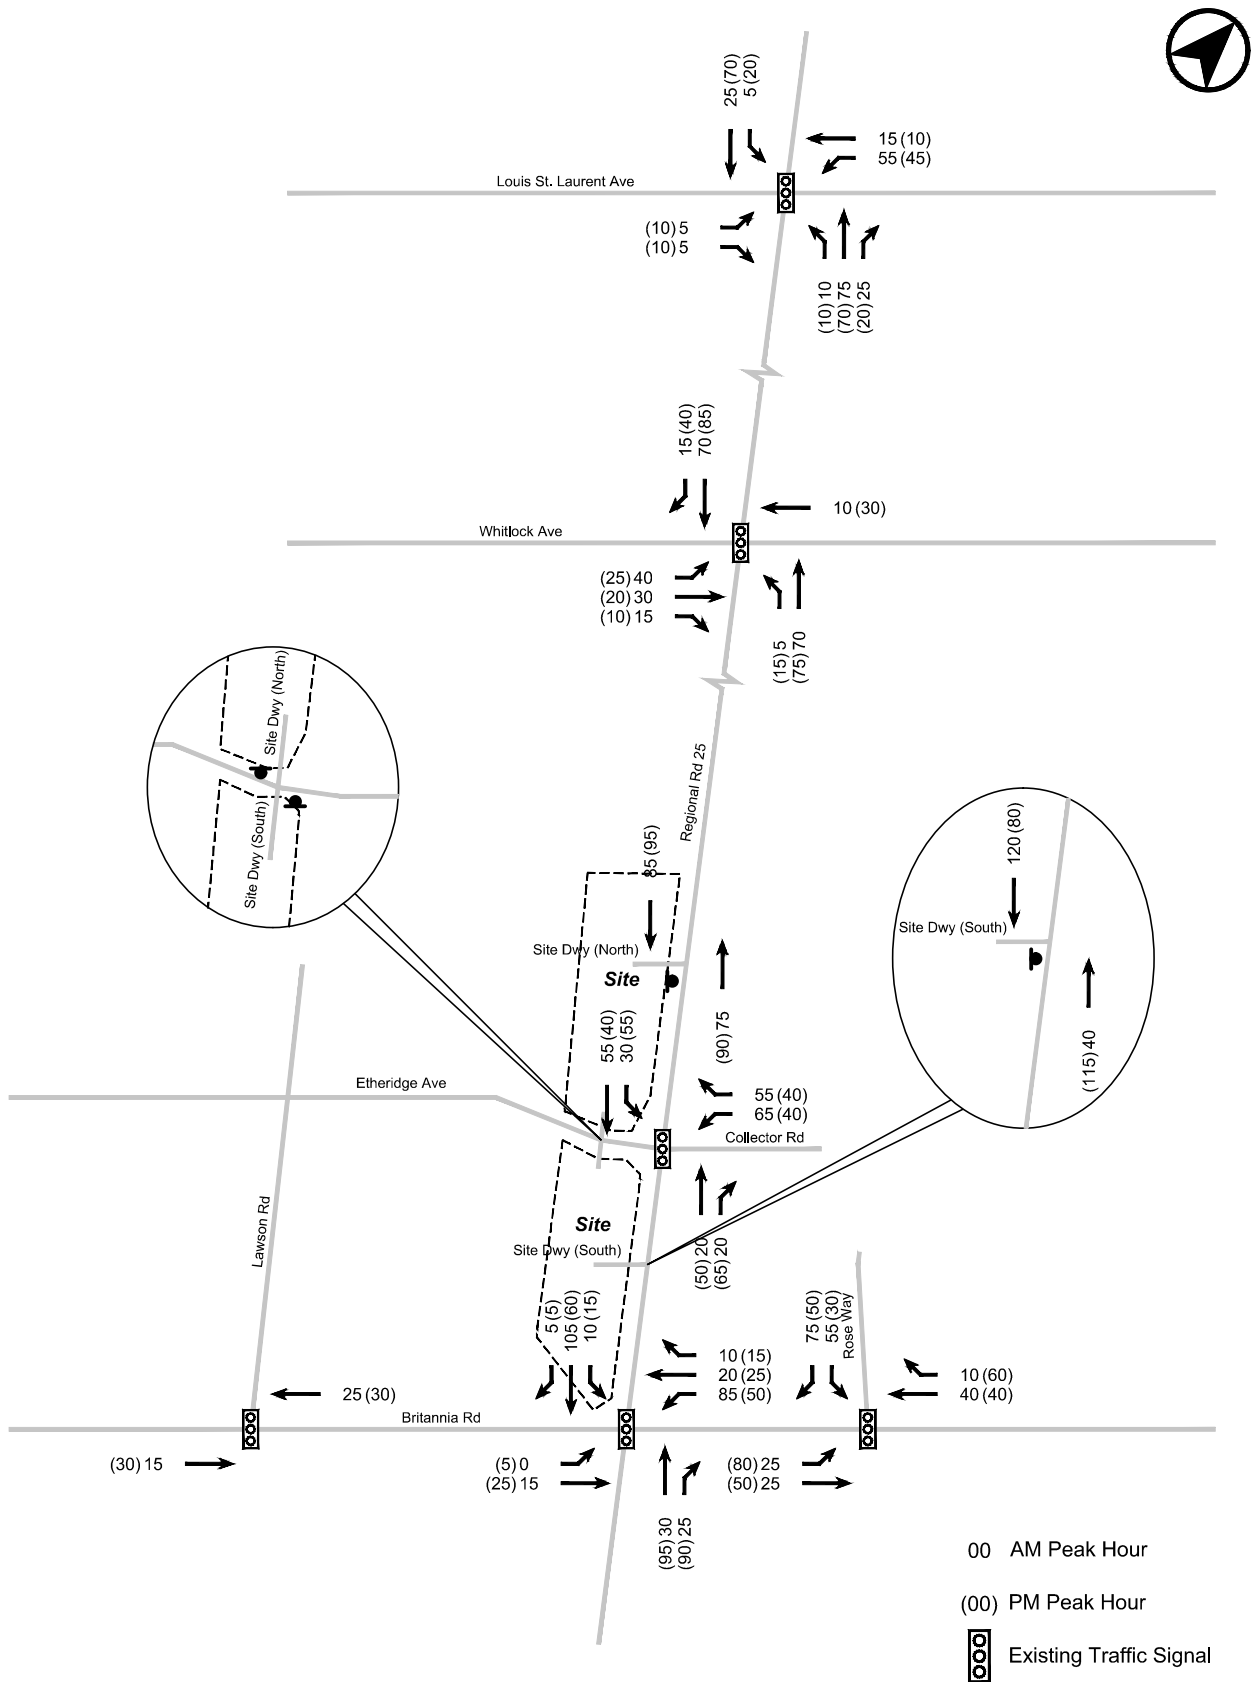 25 (70)
5 (20)
15 (10)
55 (45)
Louis St. Laurent Ave
(10) 5
(10) 5
(10) 10
(70) 75
(20) 25
15 (40)
70 (85)
10 (30)
Whitlock Ave
(25) 40
(20) 30
(10) 15
(15) 5
(75) 70
Site Dwy (North)
Site Dwy (South)
Regional Rd 25
120 (80)
Site Dwy (South)
(115) 40
85 (95)
Site Dwy (North)
Site
(90) 75
55 (40)
30 (55)
Etheridge Ave
55 (40)
65 (40)
Collector Rd
Lawson Rd
Site
Site Dwy (South)
(50) 20
(65) 20
5 (5)
105 (60)
10 (15)
75 (50)
55 (30)
Rose Way
10 (15)
20 (25)
85 (50)
10 (60)
40 (40)
25 (30)
Britannia Rd
(30) 15
(5) 0
(25) 15
(80) 25
(50) 25
(95) 30
(90) 25
00 AM Peak Hour
(00) PM Peak Hour
Existing Traffic Signal